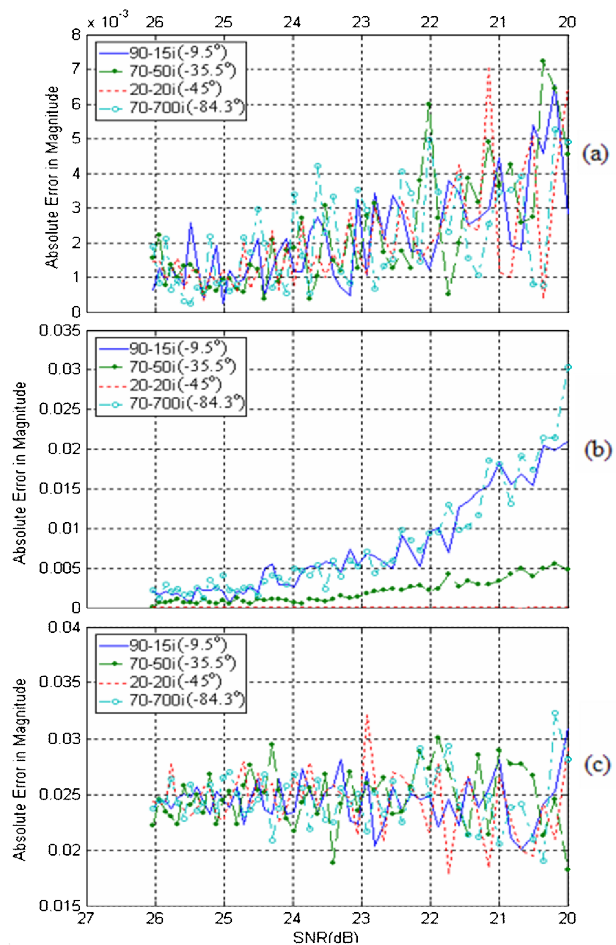 x 10⁻³
26 25 24 23 22 21 20
8
7
6
5
4
3
2
1
0
Absolute Error in Magnitude
90-15i(-9.5°)
70-50i(-35.5°)
20-20i(-45°)
70-700i(-84.3°)
(a)
0.035
0.03
0.025
0.02
0.015
0.01
0.005
0
Absolute Error in Magnitude
90-15i(-9.5°)
70-50i(-35.5°)
20-20i(-45°)
70-700i(-84.3°)
(b)
0.04
0.035
0.03
0.025
0.02
0.015
Absolute Error in Magnitude
90-15i(-9.5°)
70-50i(-35.5°)
20-20i(-45°)
70-700i(-84.3°)
(c)
27 26 25 24 23 22 21 20
SNR(dB)